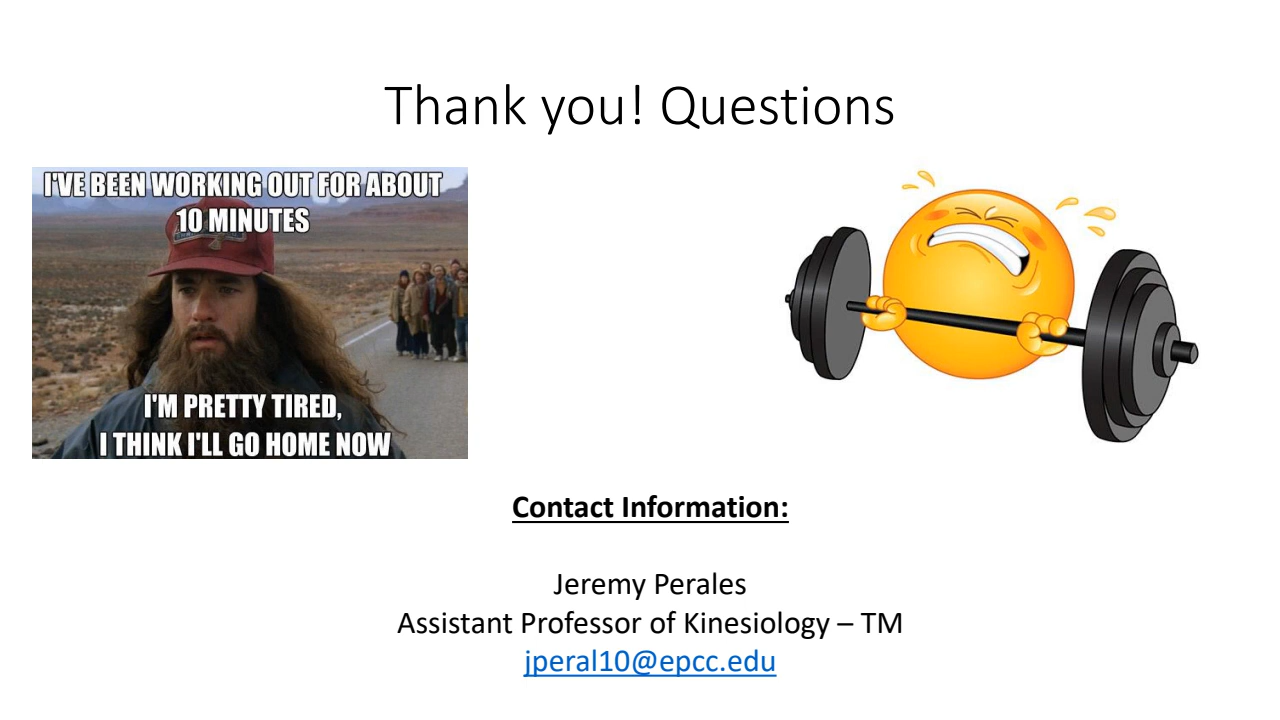 Thank you! Questions
I'VE BEEN WORKING OUT FOR ABOUT
10 MINUTES
I'M PRETTY TIRED,
I THINK I'LL GO HOME NOW
Contact Information:
Jeremy Perales
Assistant Professor of Kinesiology – TM
jperal10@epcc.edu